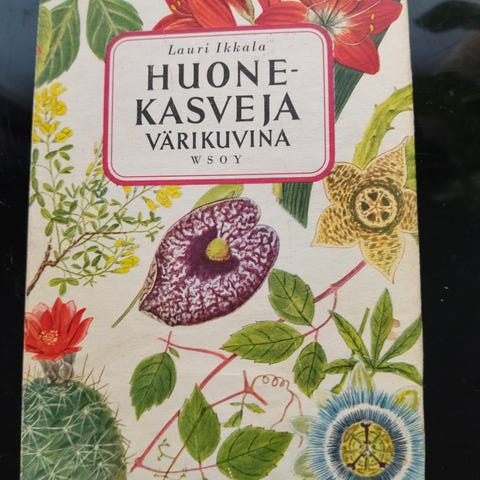 Lauri Ikkala
HUONE-
KASVEJA
VÄRIKUVINA
WSOY